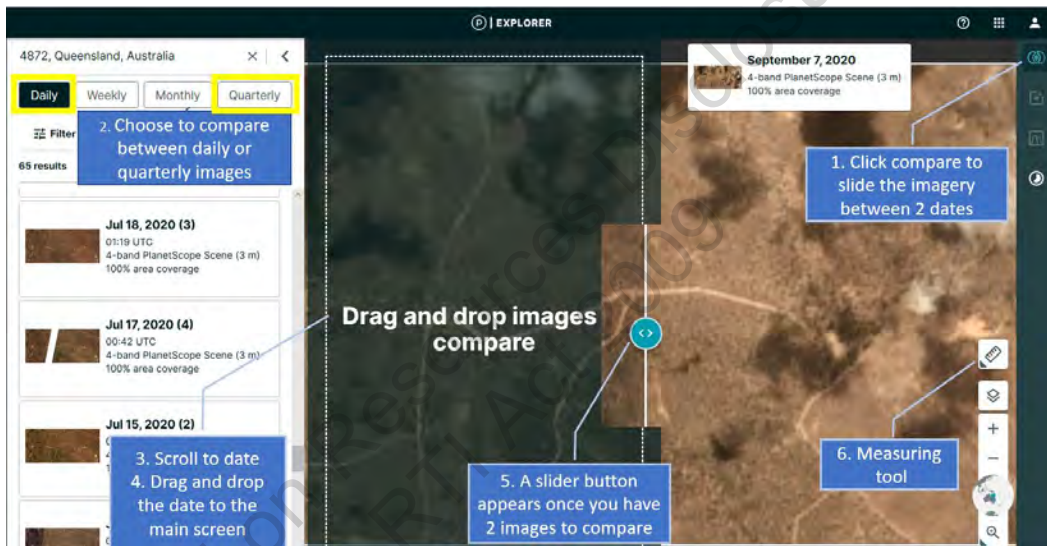 P | EXPLORER
4872, Queensland, Australia
Daily Weekly Monthly Quarterly
2. Choose to compare
between daily or
quarterly images
Filter
65 results
Jul 18, 2020 (3)
01:19 UTC
4-band PlanetScope Scene (3 m)
100% area coverage
Jul 17, 2020 (4)
00:42 UTC
4-band PlanetScope Scene (3 m)
100% area coverage
Jul 15, 2020 (2)
3. Scroll to date
4. Drag and drop
the date to the
main screen
Drag and drop images
compare
September 7, 2020
4-band PlanetScope Scene (3 m)
100% area coverage
1. Click compare to
slide the imagery
between 2 dates
5. A slider button
appears once you have
2 images to compare
6. Measuring
tool